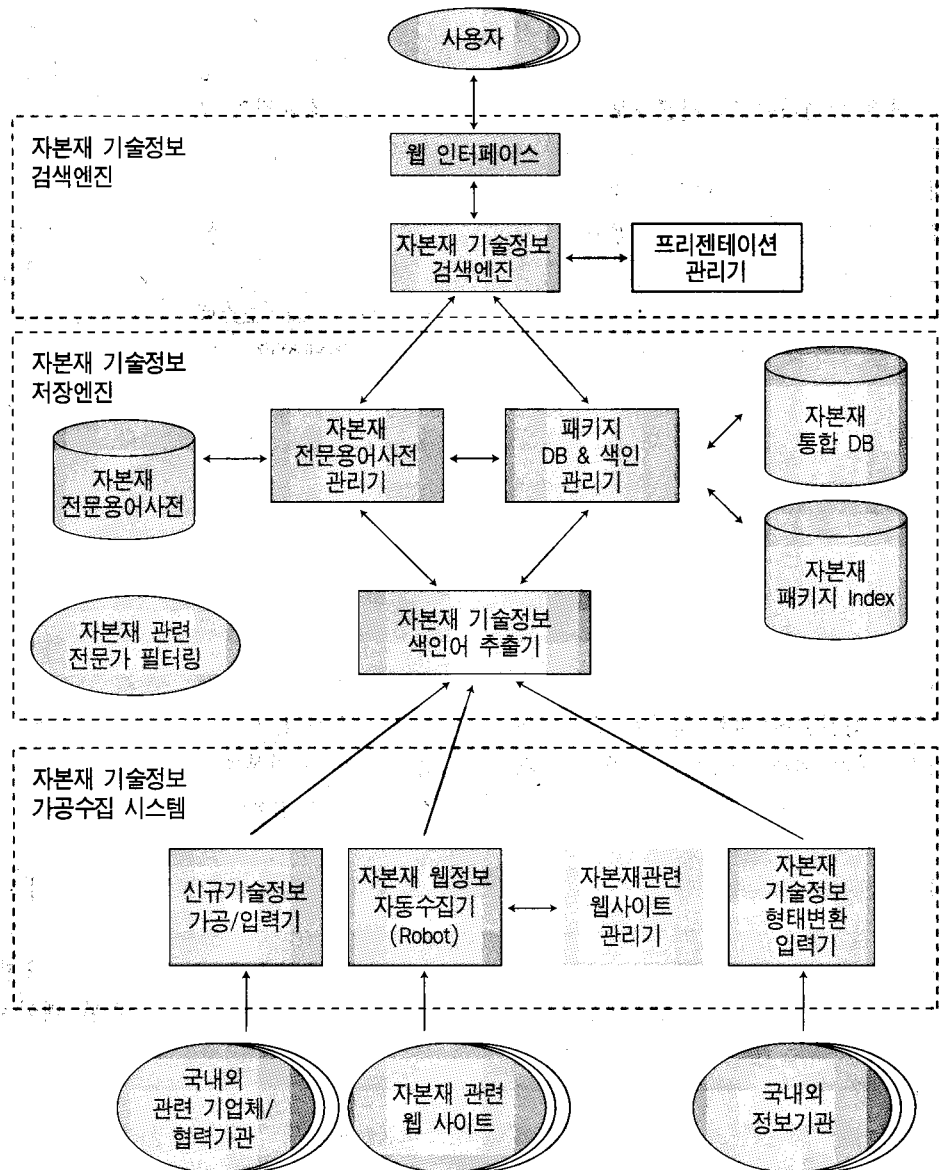 사용자
자본재 기술정보
검색엔진
웹 인터페이스
자본재 기술정보
검색엔진
프리젠테이션
관리기
자본재 기술정보
저장엔진
자본재
전문용어사전
자본재
전문용어사전
관리기
패키지
DB & 색인
관리기
자본재
통합 DB
자본재
패키지 Index
자본재 관련
전문가 필터링
자본재 기술정보
색인어 추출기
자본재 기술정보
가공수집 시스템
신규기술정보
가공/입력기
자본재 웹정보
자동수집기
(Robot)
자본재관련
웹사이트
관리기
자본재
기술정보
형태변환
입력기
국내외
관련 기업체/
협력기관
자본재 관련
웹 사이트
국내외
정보기관